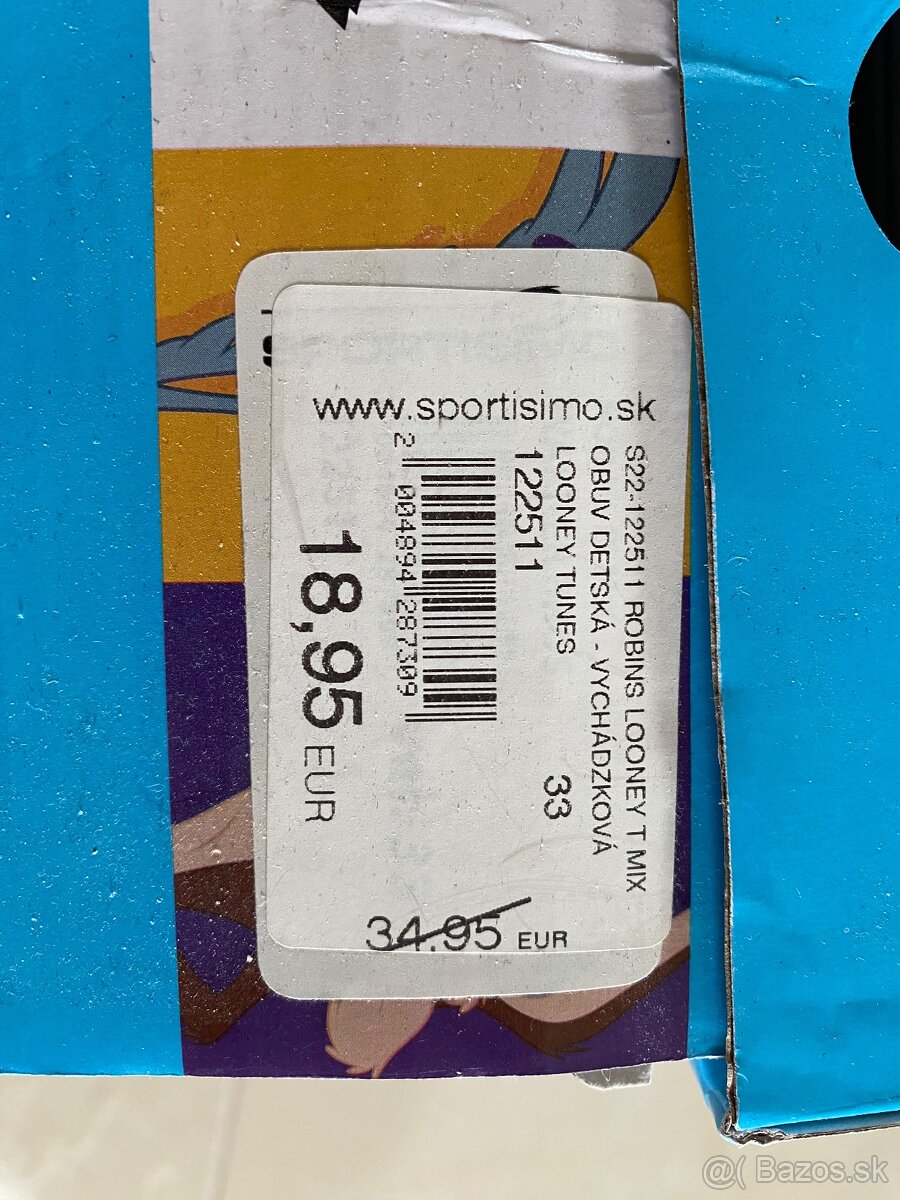 www.sportisimo.sk
S22-122511 ROBINS LOONEY T MIX
OBUV DETSKÁ - VYCHÁDZKOVÁ
LOONEY TUNES
122511 33
2 004894 287309
18,95 EUR
34.95 EUR
@( Bazos.sk